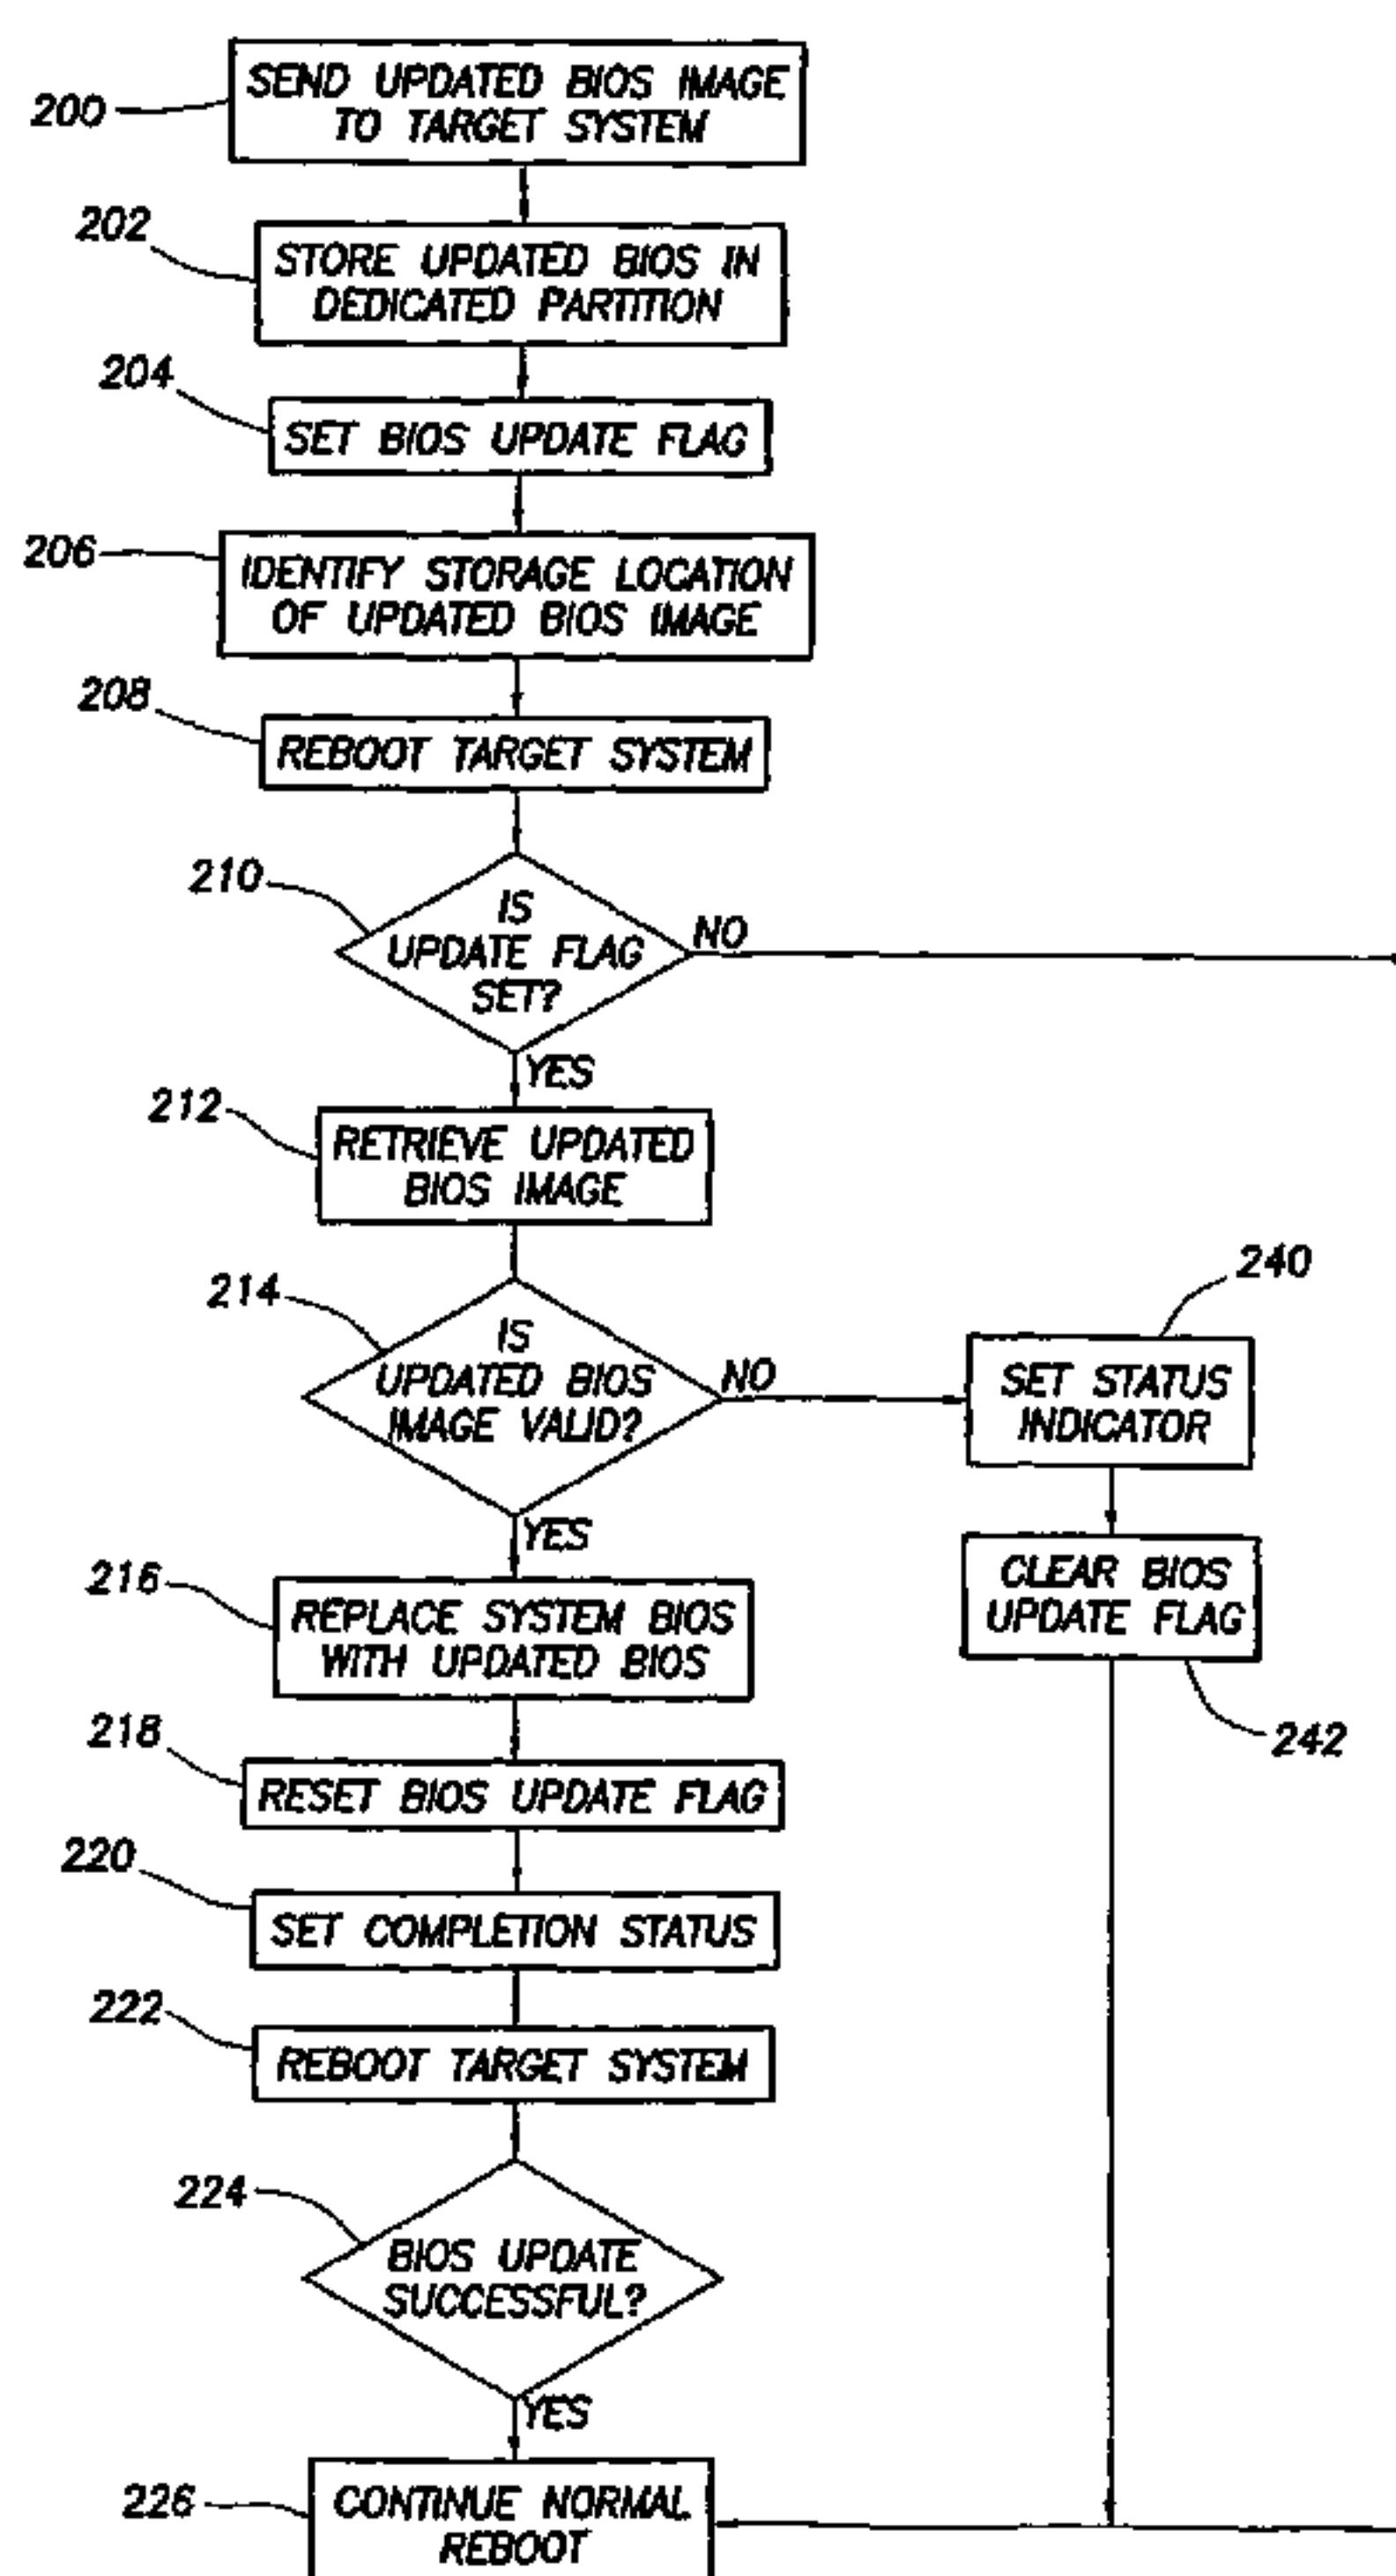 200
SEND UPDATED BIOS IMAGE
TO TARGET SYSTEM
202
STORE UPDATED BIOS IN
DEDICATED PARTITION
204
SET BIOS UPDATE FLAG
206
IDENTIFY STORAGE LOCATION
OF UPDATED BIOS IMAGE
208
REBOOT TARGET SYSTEM
210
IS
UPDATE FLAG
SET?
NO
YES
212
RETRIEVE UPDATED
BIOS IMAGE
214
IS
UPDATED BIOS
IMAGE VALID?
NO
240
SET STATUS
INDICATOR
YES
CLEAR BIOS
UPDATE FLAG
242
216
REPLACE SYSTEM BIOS
WITH UPDATED BIOS
218
RESET BIOS UPDATE FLAG
220
SET COMPLETION STATUS
222
REBOOT TARGET SYSTEM
224
BIOS UPDATE
SUCCESSFUL?
YES
226
CONTINUE NORMAL
REBOOT